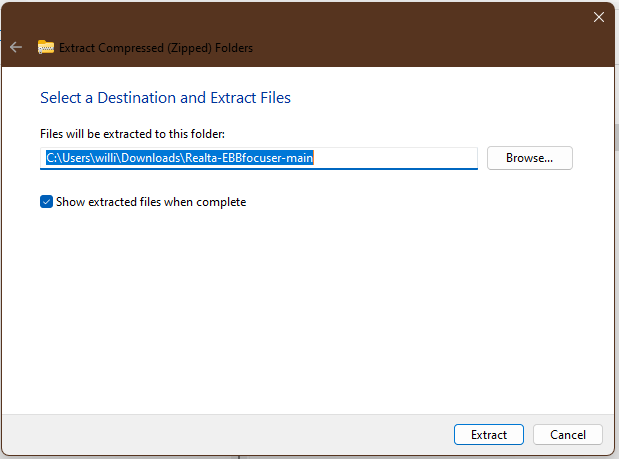 Extract Compressed (Zipped) Folders
Select a Destination and Extract Files
Files will be extracted to this folder:
C:\Users\willi\Downloads\Realta-EBBfocuser-main
Browse...
Show extracted files when complete
Extract
Cancel